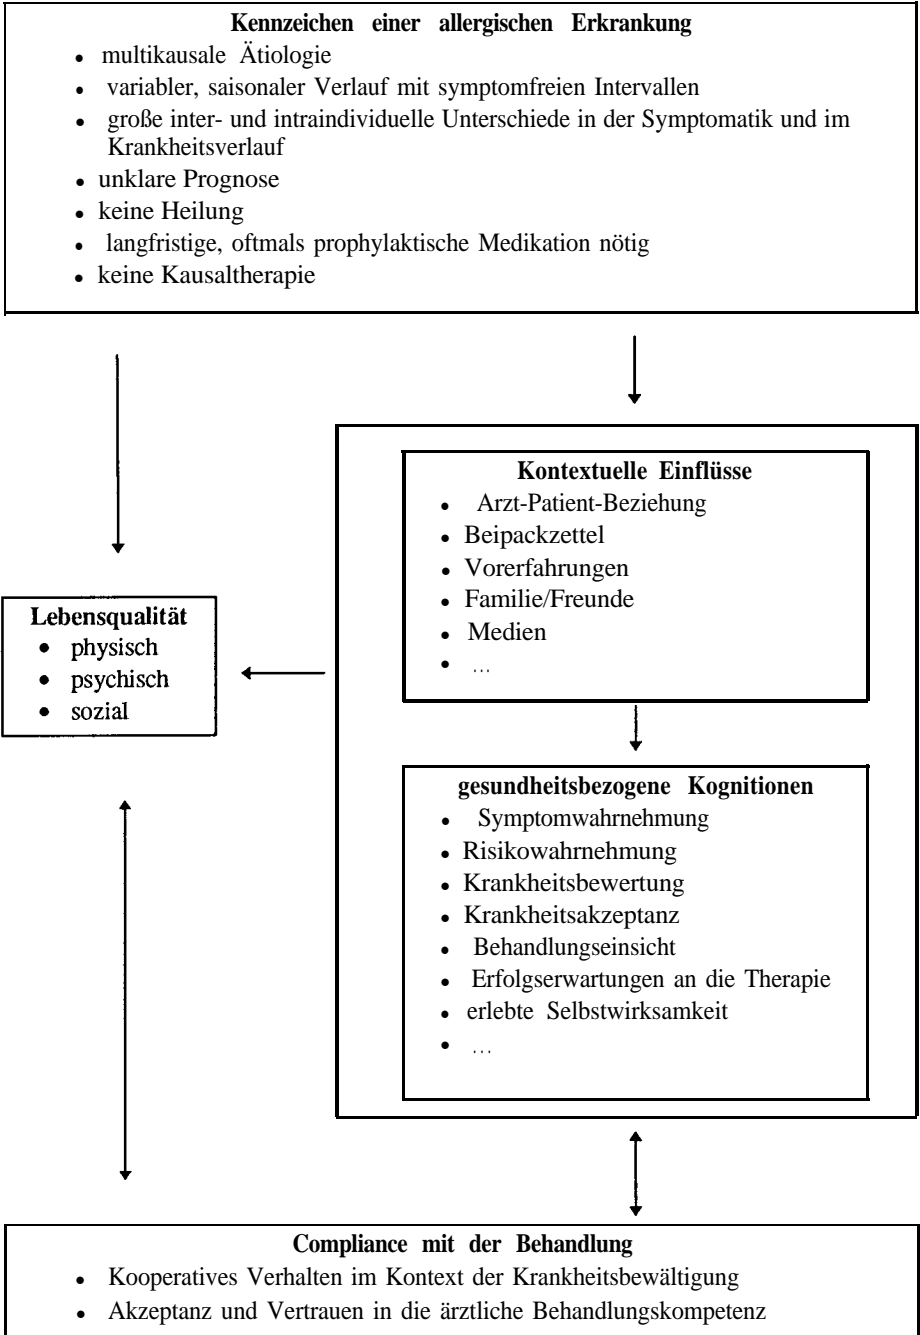 Kennzeichen einer allergischen Erkrankung
• multikausale Ätiologie
• variabler, saisonaler Verlauf mit symptomfreien Intervallen
• große inter- und intraindividuelle Unterschiede in der Symptomatik und im
Krankheitsverlauf
• unklare Prognose
• keine Heilung
• langfristige, oftmals prophylaktische Medikation nötig
• keine Kausaltherapie
Kontextuelle Einflüsse
• Arzt-Patient-Beziehung
• Beipackzettel
• Vorerfahrungen
• Familie/Freunde
• Medien
• ...
Lebensqualität
• physisch
• psychisch
• sozial
gesundheitsbezogene Kognitionen
• Symptomwahrnehmung
• Risikowahrnehmung
• Krankheitsbewertung
• Krankheitsakzeptanz
• Behandlungseinsicht
• Erfolgserwartungen an die Therapie
• erlebte Selbstwirksamkeit
• ...
Compliance mit der Behandlung
• Kooperatives Verhalten im Kontext der Krankheitsbewältigung
• Akzeptanz und Vertrauen in die ärztliche Behandlungskompetenz